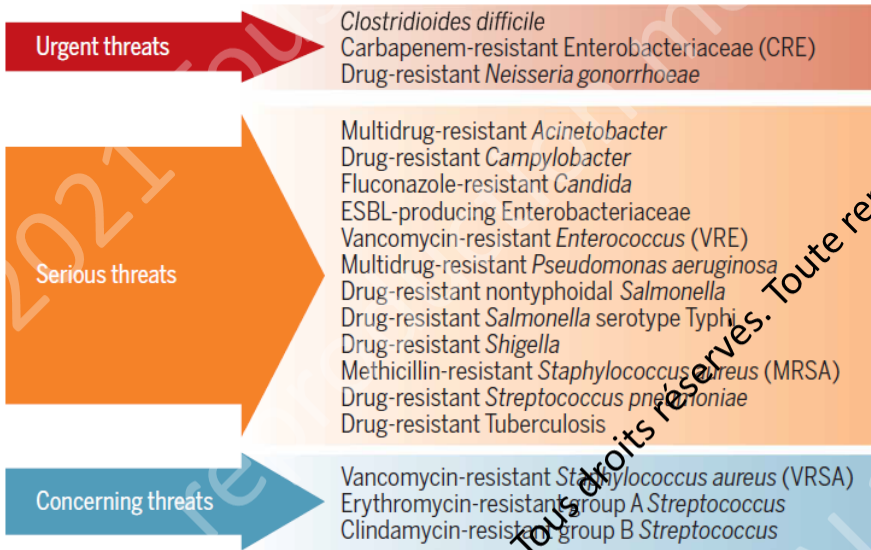 Urgent threats
Clostridioides difficile
Carbapenem-resistant Enterobacteriaceae (CRE)
Drug-resistant Neisseria gonorrhoeae
Serious threats
Multidrug-resistant Acinetobacter
Drug-resistant Campylobacter
Fluconazole-resistant Candida
ESBL-producing Enterobacteriaceae
Vancomycin-resistant Enterococcus (VRE)
Multidrug-resistant Pseudomonas aeruginosa
Drug-resistant nontyphoidal Salmonella
Drug-resistant Salmonella serotype Typhi
Drug-resistant Shigella
Methicillin-resistant Staphylococcus aureus (MRSA)
Drug-resistant Streptococcus pneumoniae
Drug-resistant Tuberculosis
Concerning threats
Vancomycin-resistant Staphylococcus aureus (VRSA)
Erythromycin-resistant group A Streptococcus
Clindamycin-resistant group B Streptococcus
Tous droits réservés. Toute
2021 Tous